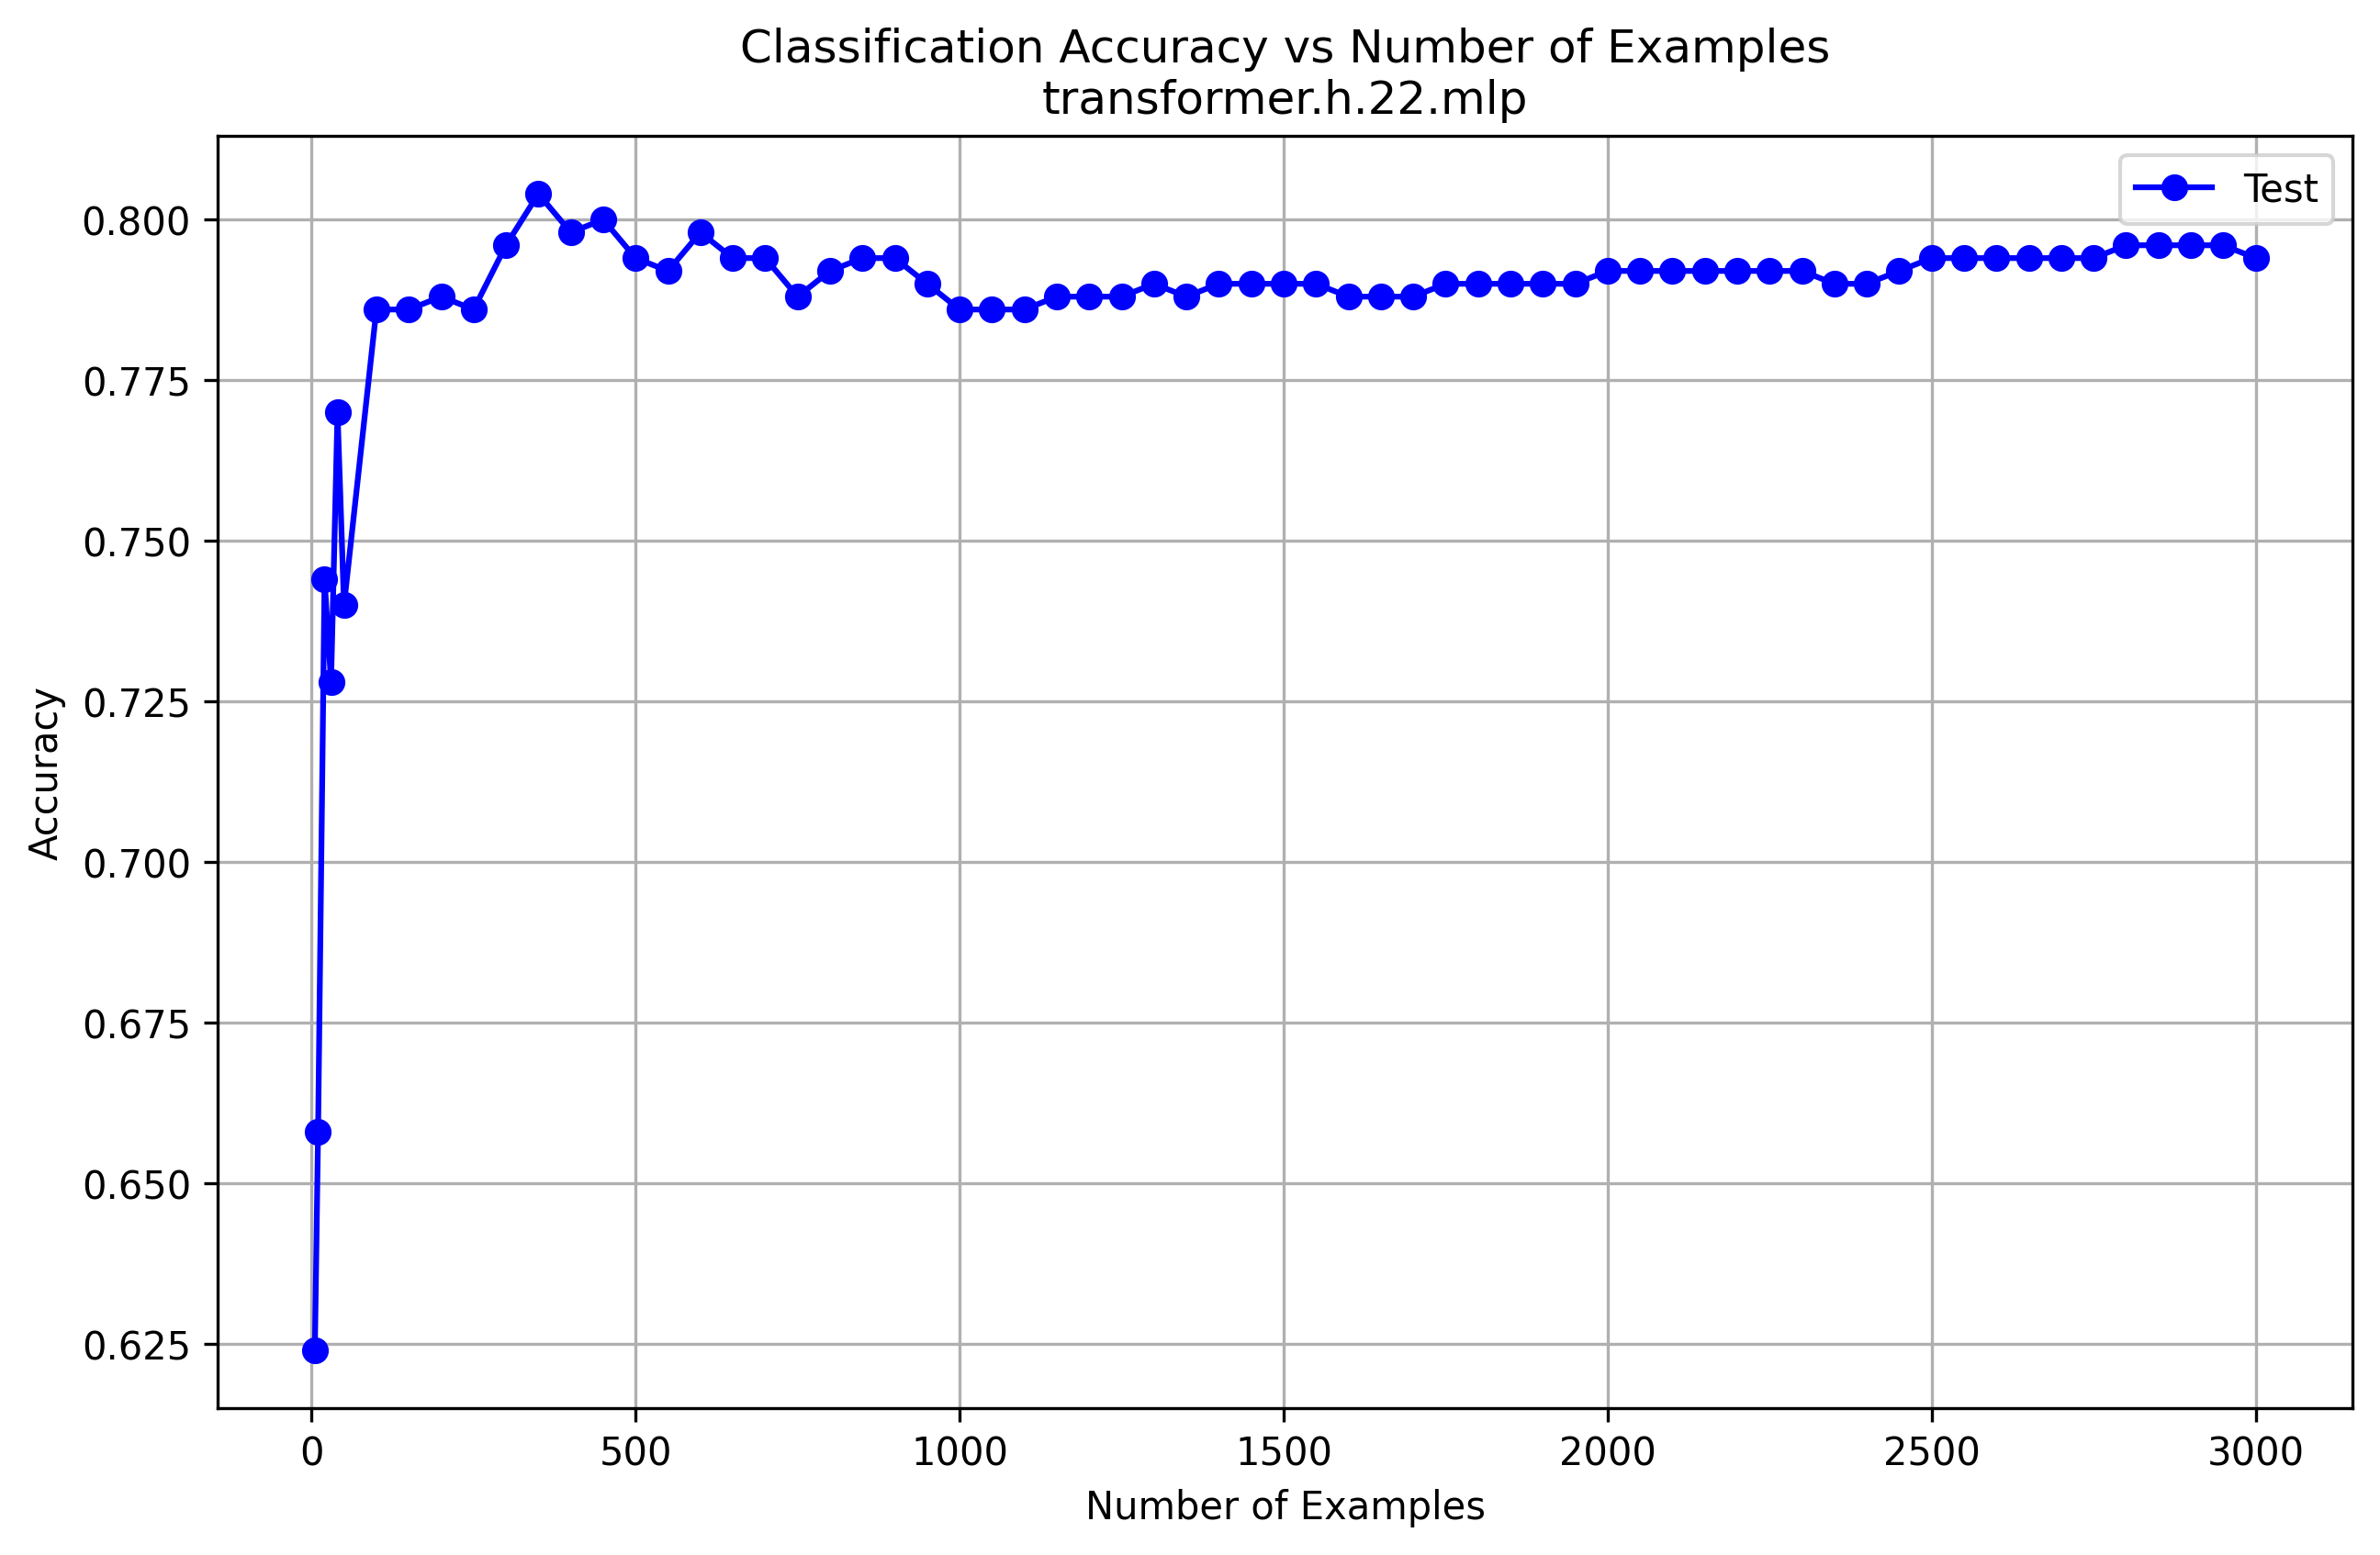 Classification Accuracy vs Number of Examples
transformer.h.22.mlp
Test
0.800
0.775
0.750
0.725
0.700
0.675
0.650
0.625
Accuracy
0 500 1000 1500 2000 2500 3000
Number of Examples